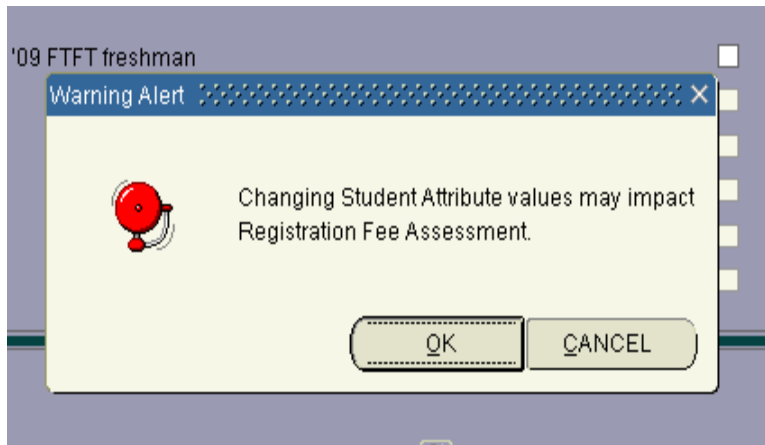 '09 FTFT freshman
Warning Alert
Changing Student Attribute values may impact
Registration Fee Assessment.
OK
CANCEL